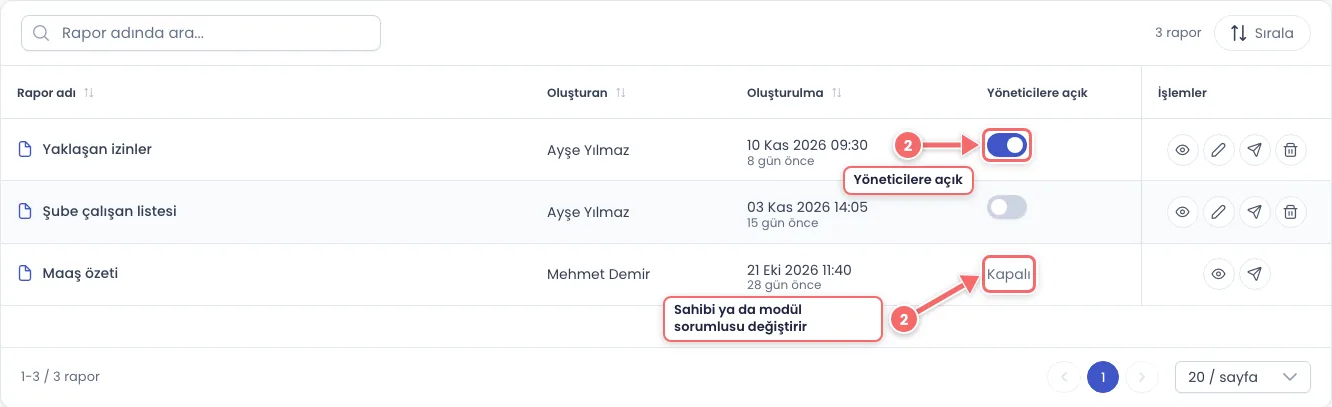 Rapor adında ara...
3 rapor
Sırala
Rapor adı
Oluşturan
Oluşturulma
Yöneticilere açık
İşlemler
Yaklaşan izinler
Ayşe Yılmaz
10 Kas 2026 09:30
8 gün önce
2
Yöneticilere açık
Şube çalışan listesi
Ayşe Yılmaz
03 Kas 2026 14:05
15 gün önce
Maaş özeti
Mehmet Demir
21 Eki 2026 11:40
28 gün önce
Kapalı
Sahibi ya da modül
sorumlusu değiştirir
2
1-3 / 3 rapor
1
20 / sayfa